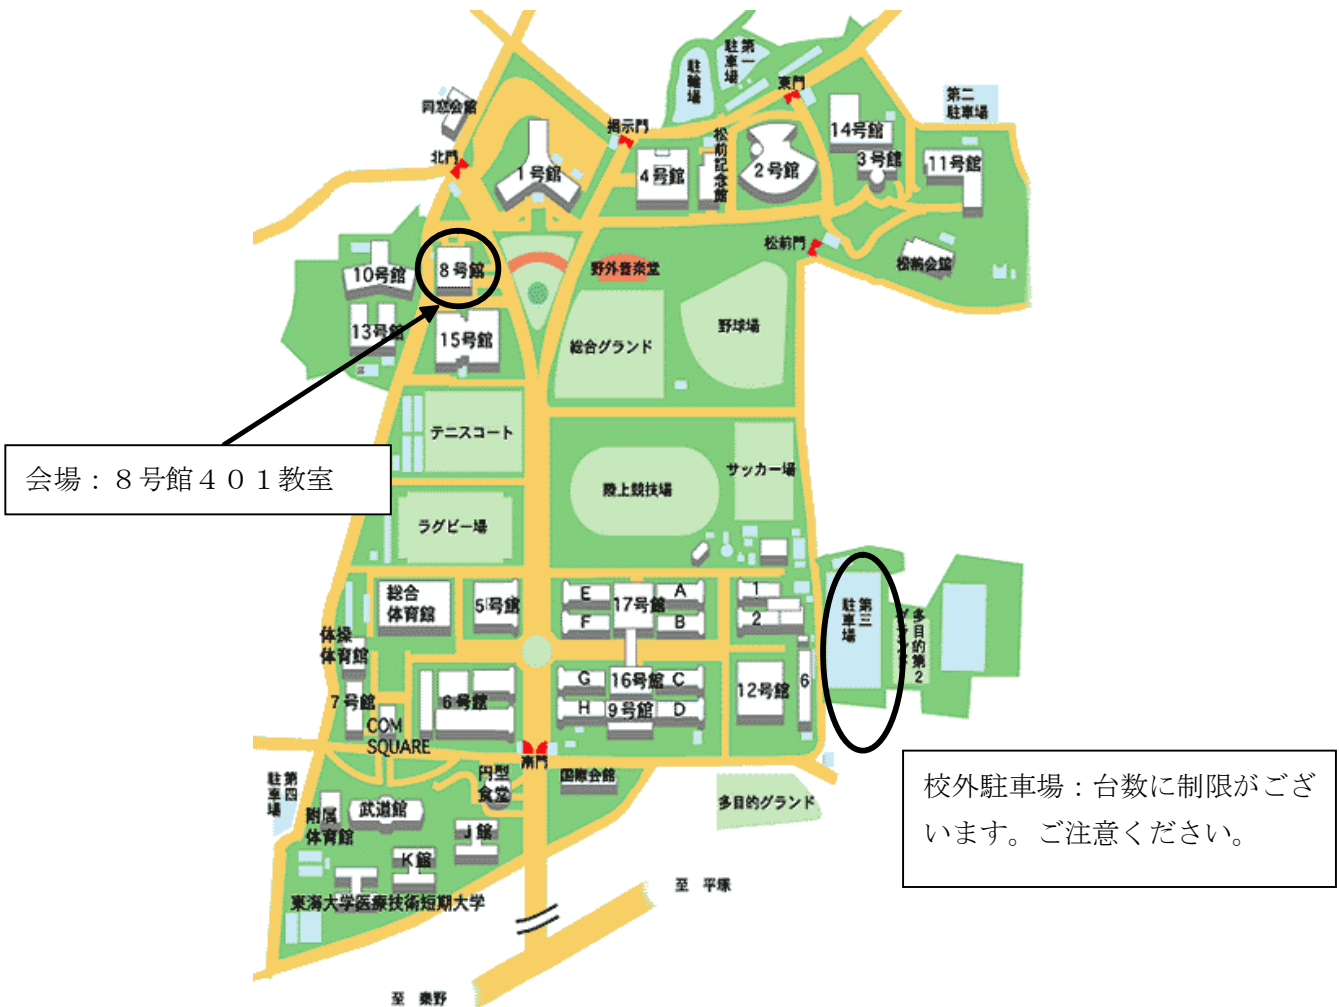 第一
駐車場
駐輪場
東門
第二
駐車場
同窓会館
掲示門
北門
松前記念館
1号館
4号館
2号館
14号館
3号館
11号館
松前門
松前会館
10号館
8号館
野外音楽堂
13号館
15号館
総合グランド
野球場
テニスコート
会場：８号館４０１教室
サッカー場
陸上競技場
ラグビー場
総合
体育館
5号館
E
F
17号館
A
B
1
2
第三
駐車場
多目的第2
グランド
体操
体育館
7号館
6号館
G
H
16号館
9号館
C
D
12号館
6
COM
SQUARE
南門
円型
食堂
国際会館
第四
駐車場
附属
体育館
武道館
J館
K館
多目的グランド
校外駐車場：台数に制限がござ
います。ご注意ください。
東海大学医療技術短期大学
至 平塚
至 秦野